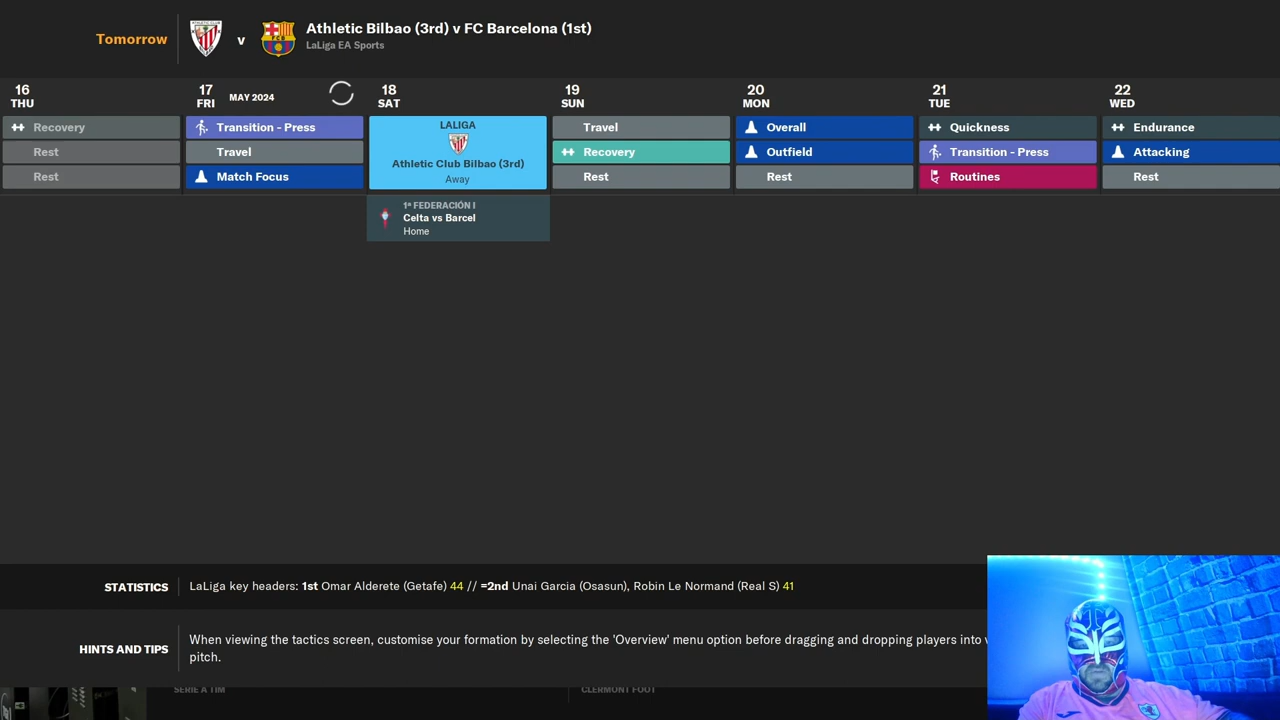 Tomorrow
v
Athletic Bilbao (3rd) v FC Barcelona (1st)
LaLiga EA Sports
16
THU
17
FRI
MAY 2024
18
SAT
19
SUN
20
MON
21
TUE
22
WED
Recovery
Rest
Rest
Transition - Press
Travel
Match Focus
LALIGA
Athletic Club Bilbao (3rd)
Away
1ª FEDERACIÓN I
Celta vs Barcel
Home
Travel
Recovery
Rest
Overall
Outfield
Rest
Quickness
Transition - Press
Routines
Endurance
Attacking
Rest
STATISTICS
LaLiga key headers: 1st Omar Alderete (Getafe) 44 // =2nd Unai Garcia (Osasun), Robin Le Normand (Real S) 41
HINTS AND TIPS
When viewing the tactics screen, customise your formation by selecting the 'Overview' menu option before dragging and dropping players into
pitch.
SERIE A TIM
CLERMONT FOOT